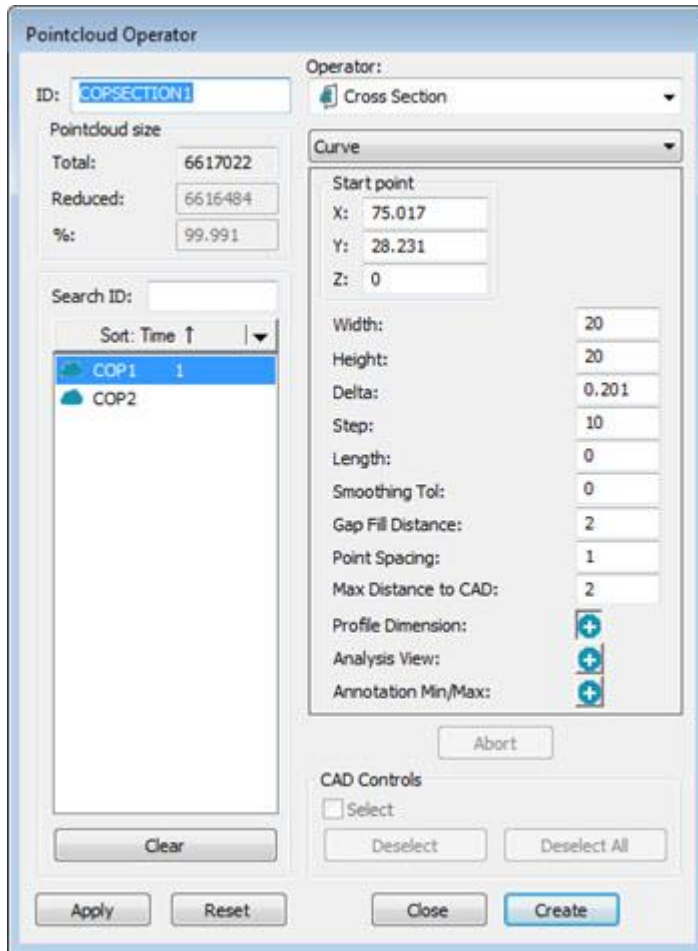 Pointcloud Operator
ID: COPSECTION1
Operator:
Cross Section
Pointcloud size
Total: 6617022
Reduced: 6616484
%: 99.991
Search ID:
Sort: Time ↑
COP1 1
COP2
Clear
Curve
Start point
X: 75.017
Y: 28.231
Z: 0
Width: 20
Height: 20
Delta: 0.201
Step: 10
Length: 0
Smoothing Tol: 0
Gap Fill Distance: 2
Point Spacing: 1
Max Distance to CAD: 2
Profile Dimension:
Analysis View:
Annotation Min/Max:
Abort
CAD Controls
Select
Deselect Deselect All
Apply Reset Close Create